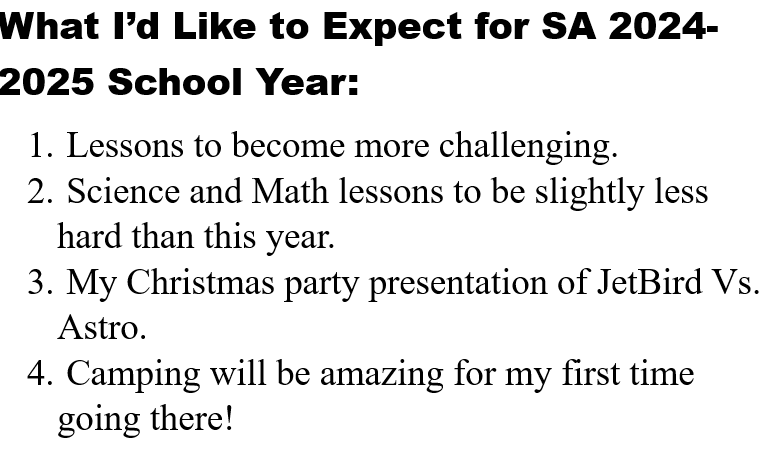 What I’d Like to Expect for SA 2024-
2025 School Year:
1. Lessons to become more challenging.
2. Science and Math lessons to be slightly less
hard than this year.
3. My Christmas party presentation of JetBird Vs.
Astro.
4. Camping will be amazing for my first time
going there!